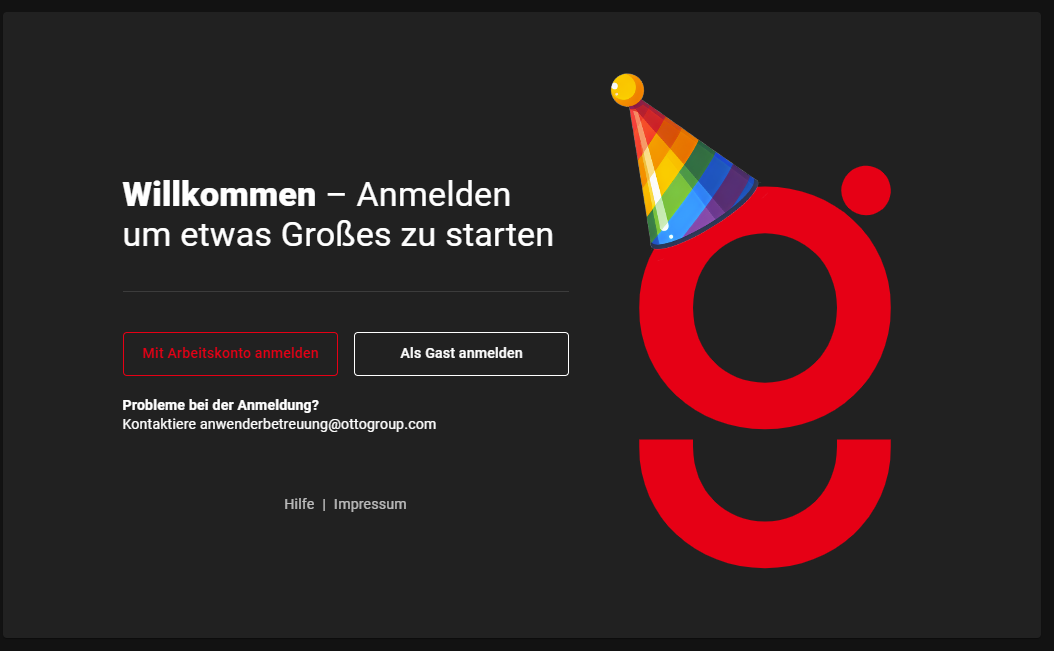 Willkommen – Anmelden
um etwas Großes zu starten
Mit Arbeitskonto anmelden
Als Gast anmelden
Probleme bei der Anmeldung?
Kontaktiere anwenderbetreuung@ottogroup.com
Hilfe | Impressum